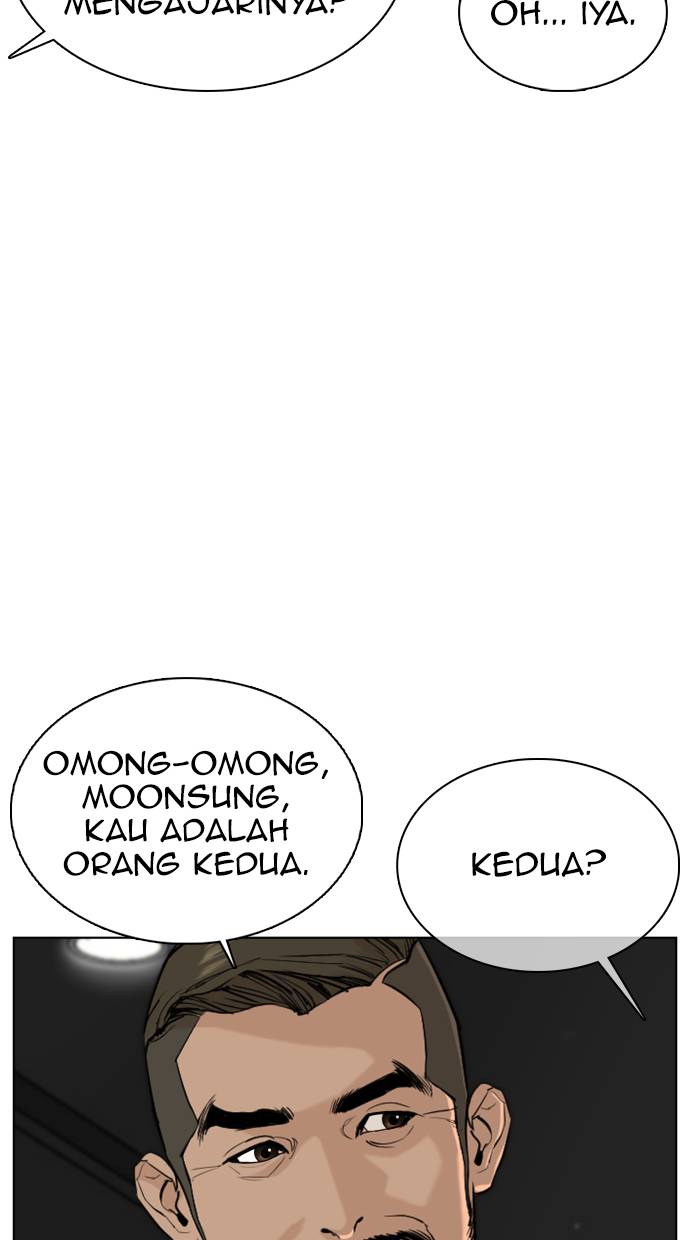 MENGAJARINYA?
OH... IYA.
OMONG-OMONG,
MOONSUNG,
KAU ADALAH
ORANG KEDUA.
KEDUA?